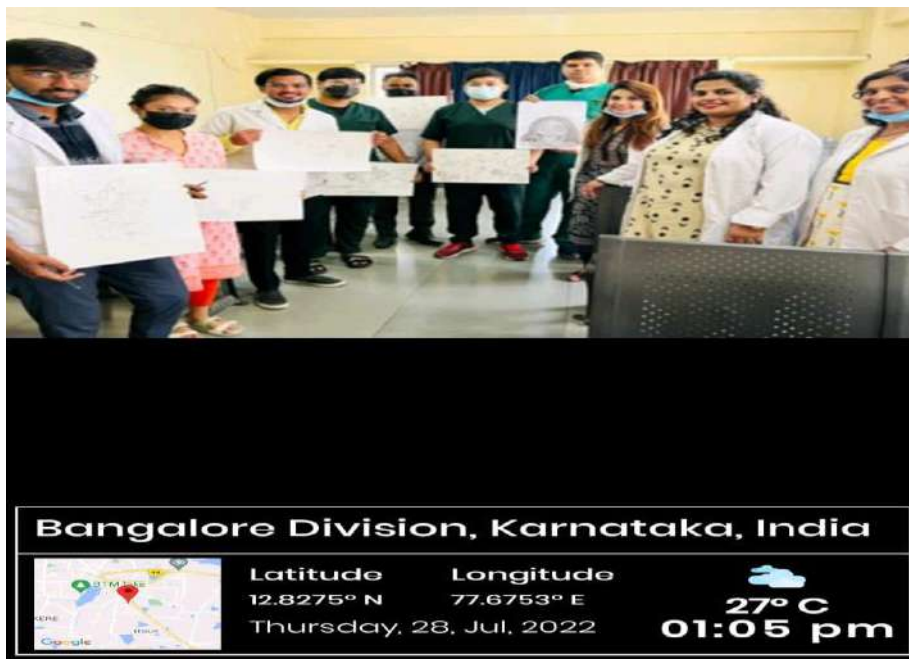 Bangalore Division, Karnataka, India
Latitude
12.8275° N
Longitude
77.6753° E
Thursday, 28, Jul, 2022
27° C
01:05 pm
Google